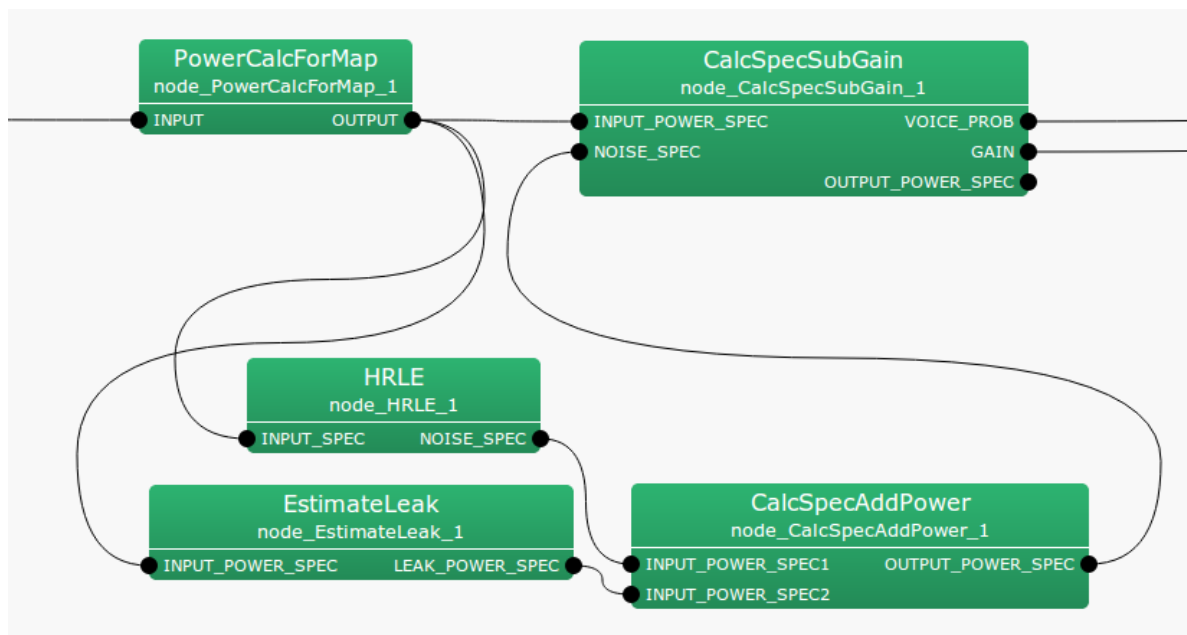 PowerCalcForMap
node_PowerCalcForMap_1
INPUT OUTPUT
CalcSpecSubGain
node_CalcSpecSubGain_1
INPUT_POWER_SPEC VOICE_PROB
NOISE_SPEC GAIN
OUTPUT_POWER_SPEC
HRLE
node_HRLE_1
INPUT_SPEC NOISE_SPEC
EstimateLeak
node_EstimateLeak_1
INPUT_POWER_SPEC LEAK_POWER_SPEC
CalcSpecAddPower
node_CalcSpecAddPower_1
INPUT_POWER_SPEC1 OUTPUT_POWER_SPEC
INPUT_POWER_SPEC2